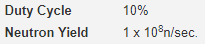 Duty Cycle 10%
Neutron Yield 1 x 10⁸n/sec.